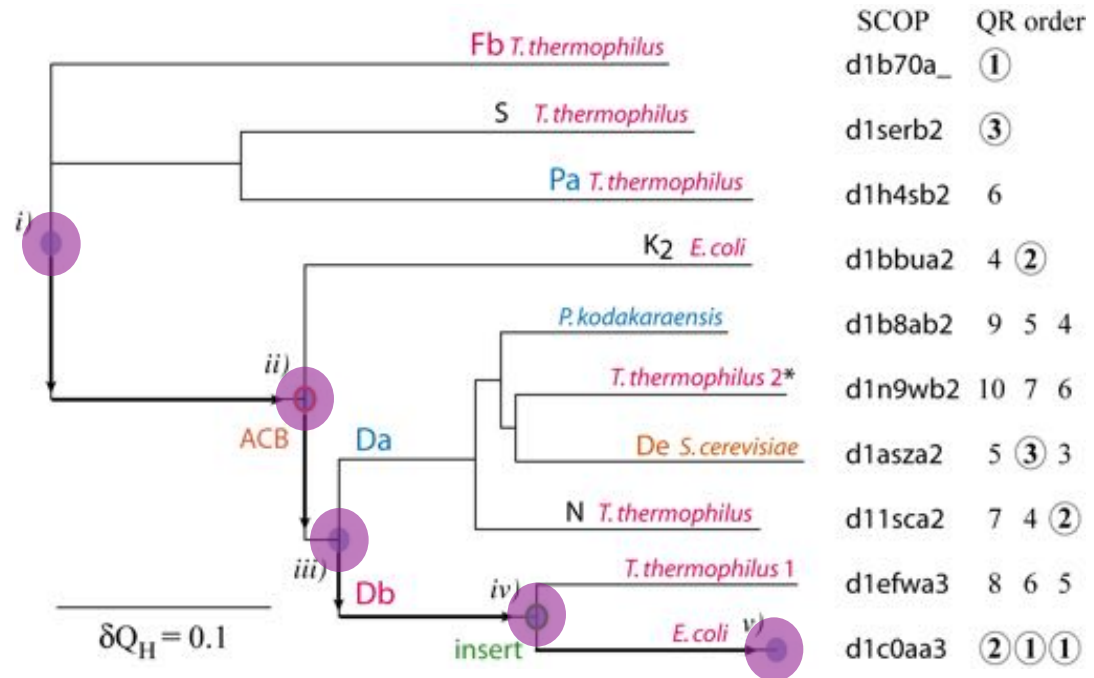 SCOP QR order
Fb T. thermophilus d1b70a_ 1
S T. thermophilus d1serb2 3
Pa T. thermophilus d1h4sb2 6
i)
K2 E. coli d1bbua2 4 2
P. kodakaraensis d1b8ab2 9 5 4
ii)
T. thermophilus 2* d1n9wb2 10 7 6
ACB Da De S. cerevisiae d1asza2 5 3 3
N T. thermophilus d11sca2 7 4 2
iii) Db iv) T. thermophilus 1 d1efwa3 8 6 5
δQH = 0.1 insert E. coli v) d1c0aa3 2 1 1